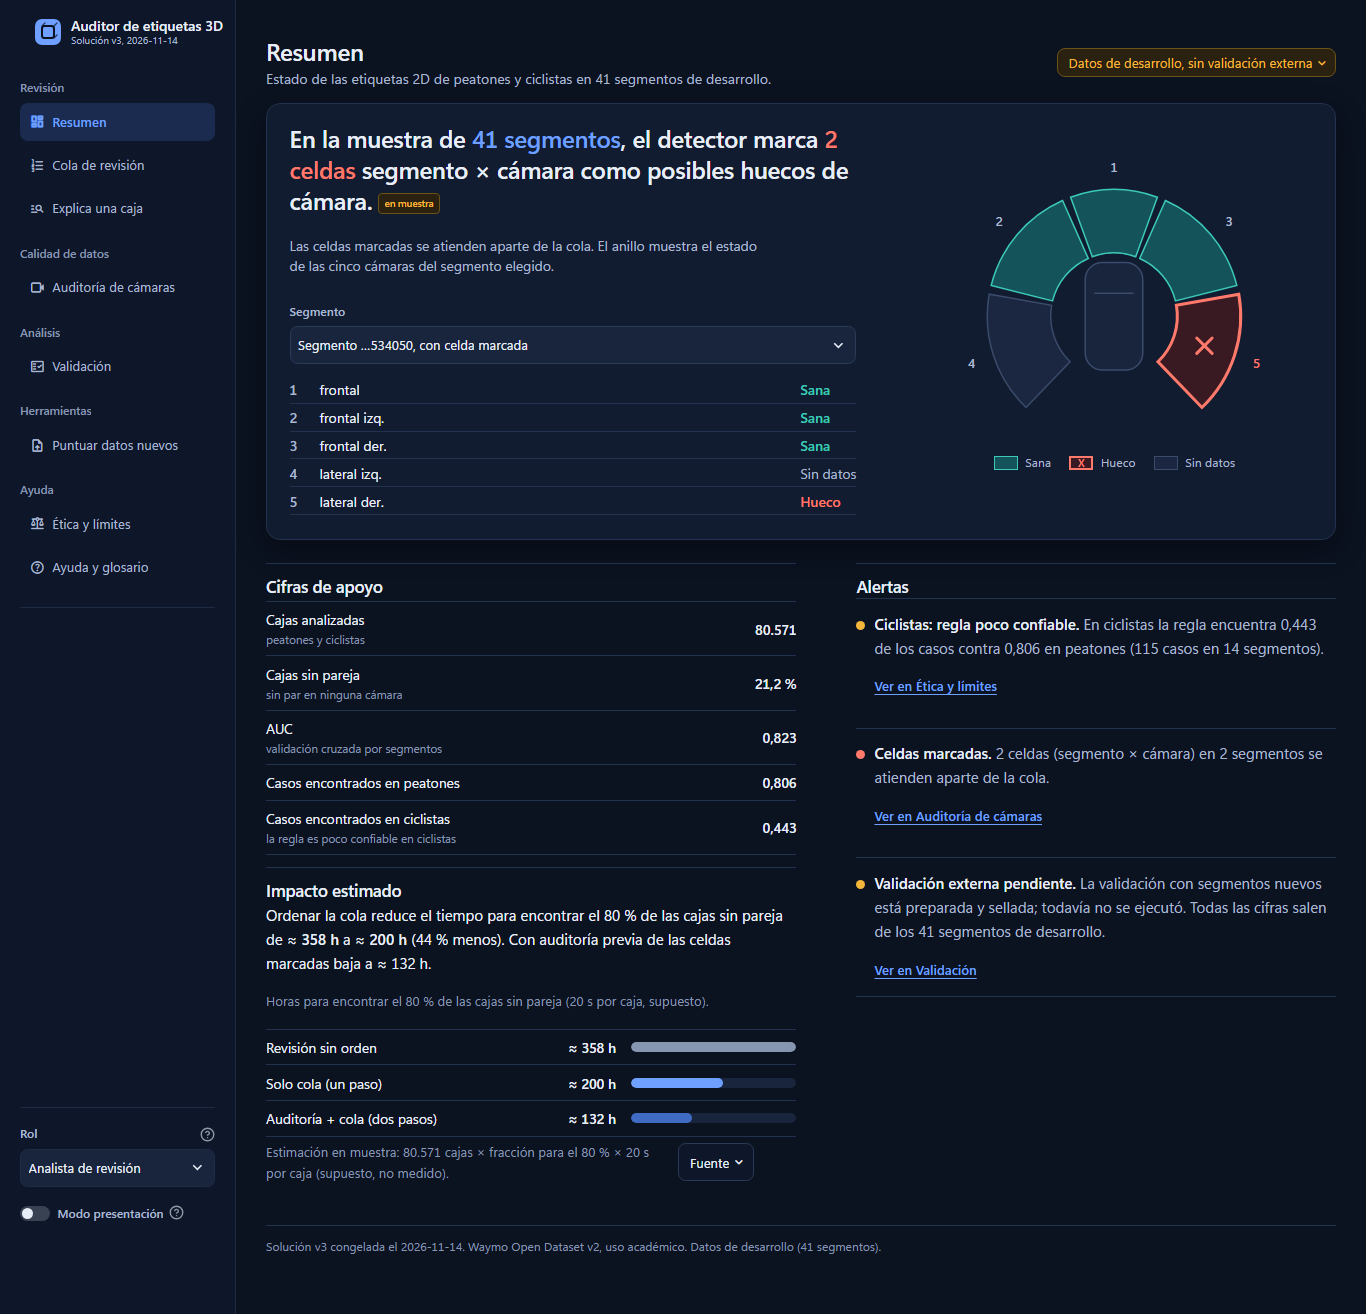 Auditor de etiquetas 3D
Solución v3, 2026-11-14
Revisión
Resumen
Cola de revisión
Explica una caja
Calidad de datos
Auditoría de cámaras
Análisis
Validación
Herramientas
Puntuar datos nuevos
Ayuda
Ética y límites
Ayuda y glosario
Rol
Analista de revisión
Modo presentación
Resumen
Estado de las etiquetas 2D de peatones y ciclistas en 41 segmentos de desarrollo.
Datos de desarrollo, sin validación externa
En la muestra de 41 segmentos, el detector marca 2
celdas segmento × cámara como posibles huecos de
cámara. en muestra
Las celdas marcadas se atienden aparte de la cola. El anillo muestra el estado
de las cinco cámaras del segmento elegido.
Segmento
Segmento ...534050, con celda marcada
1 frontal Sana
2 frontal izq. Sana
3 frontal der. Sana
4 lateral izq. Sin datos
5 lateral der. Hueco
1
2
3
4
5
Sana
X Hueco
Sin datos
Cifras de apoyo
Cajas analizadas
peatones y ciclistas
80.571
Cajas sin pareja
sin par en ninguna cámara
21,2 %
AUC
validación cruzada por segmentos
0,823
Casos encontrados en peatones
0,806
Casos encontrados en ciclistas
la regla es poco confiable en ciclistas
0,443
Impacto estimado
Ordenar la cola reduce el tiempo para encontrar el 80 % de las cajas sin pareja
de ≈ 358 h a ≈ 200 h (44 % menos). Con auditoría previa de las celdas
marcadas baja a ≈ 132 h.
Horas para encontrar el 80 % de las cajas sin pareja (20 s por caja, supuesto).
Revisión sin orden ≈ 358 h
Solo cola (un paso) ≈ 200 h
Auditoría + cola (dos pasos) ≈ 132 h
Estimación en muestra: 80.571 cajas × fracción para el 80 % × 20 s
por caja (supuesto, no medido).
Fuente
Alertas
Ciclistas: regla poco confiable. En ciclistas la regla encuentra 0,443
de los casos contra 0,806 en peatones (115 casos en 14 segmentos).
Ver en Ética y límites
Celdas marcadas. 2 celdas (segmento × cámara) en 2 segmentos se
atienden aparte de la cola.
Ver en Auditoría de cámaras
Validación externa pendiente. La validación con segmentos nuevos
está preparada y sellada; todavía no se ejecutó. Todas las cifras salen
de los 41 segmentos de desarrollo.
Ver en Validación
Solución v3 congelada el 2026-11-14. Waymo Open Dataset v2, uso académico. Datos de desarrollo (41 segmentos).